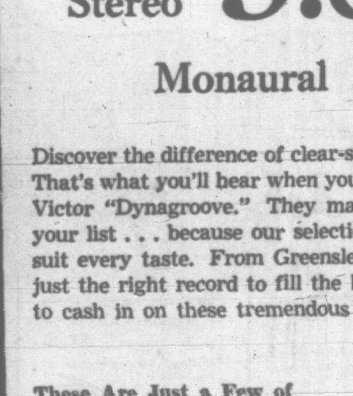 Stereo
Monaural
Discover the difference of clear-s
That's what you'll hear when you
Victor "Dynagroove." They ma
your list . . . because our selecti
suit every taste. From Greensle
just the right record to fill the
to cash in on these tremendous
These Are Just a Few of